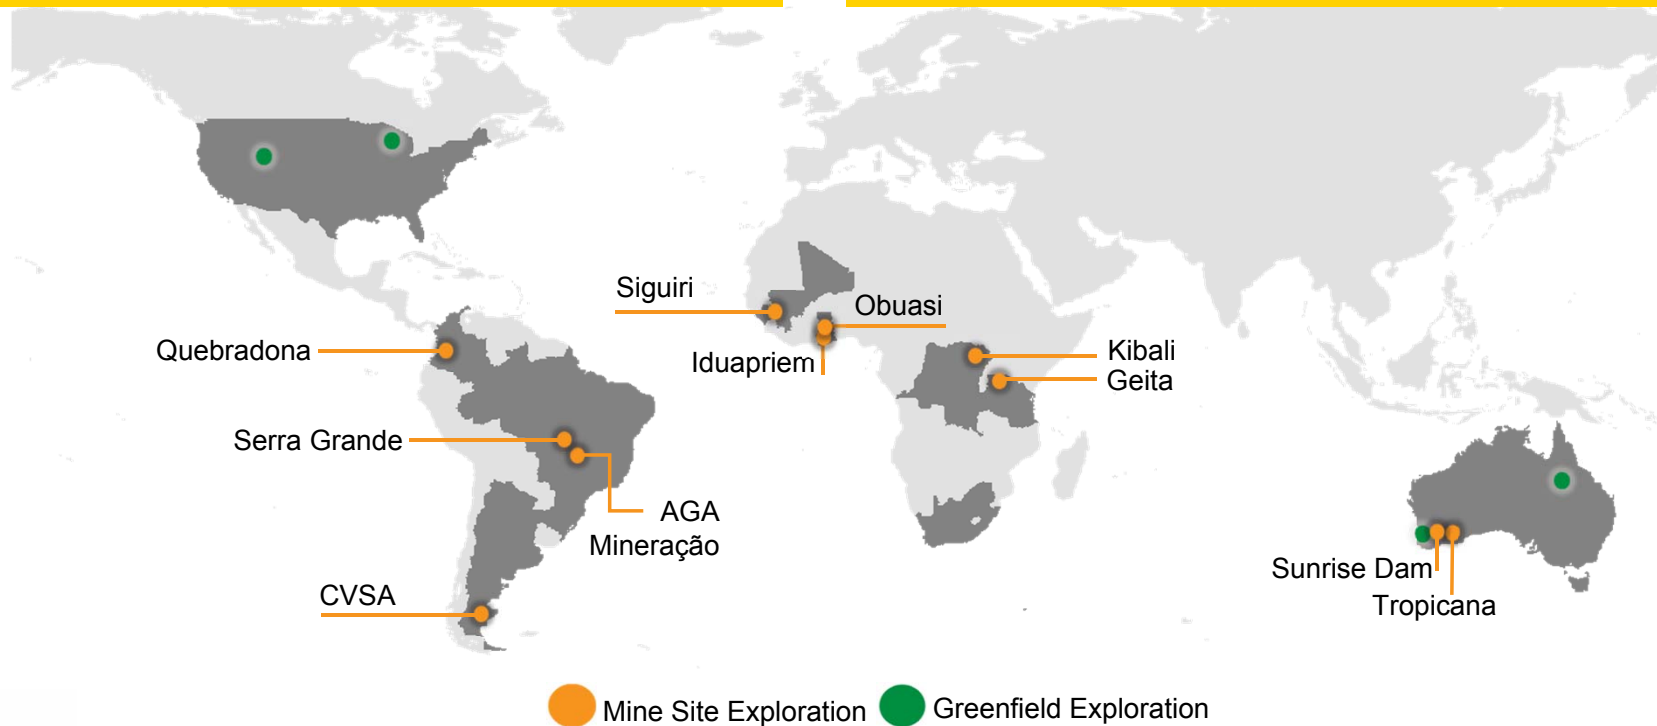 Siguiri
Obuasi
Quebradona
Iduapriem
Kibali
Geita
Serra Grande
AGA
Mineração
Sunrise Dam
CVSA
Tropicana
Mine Site Exploration
Greenfield Exploration